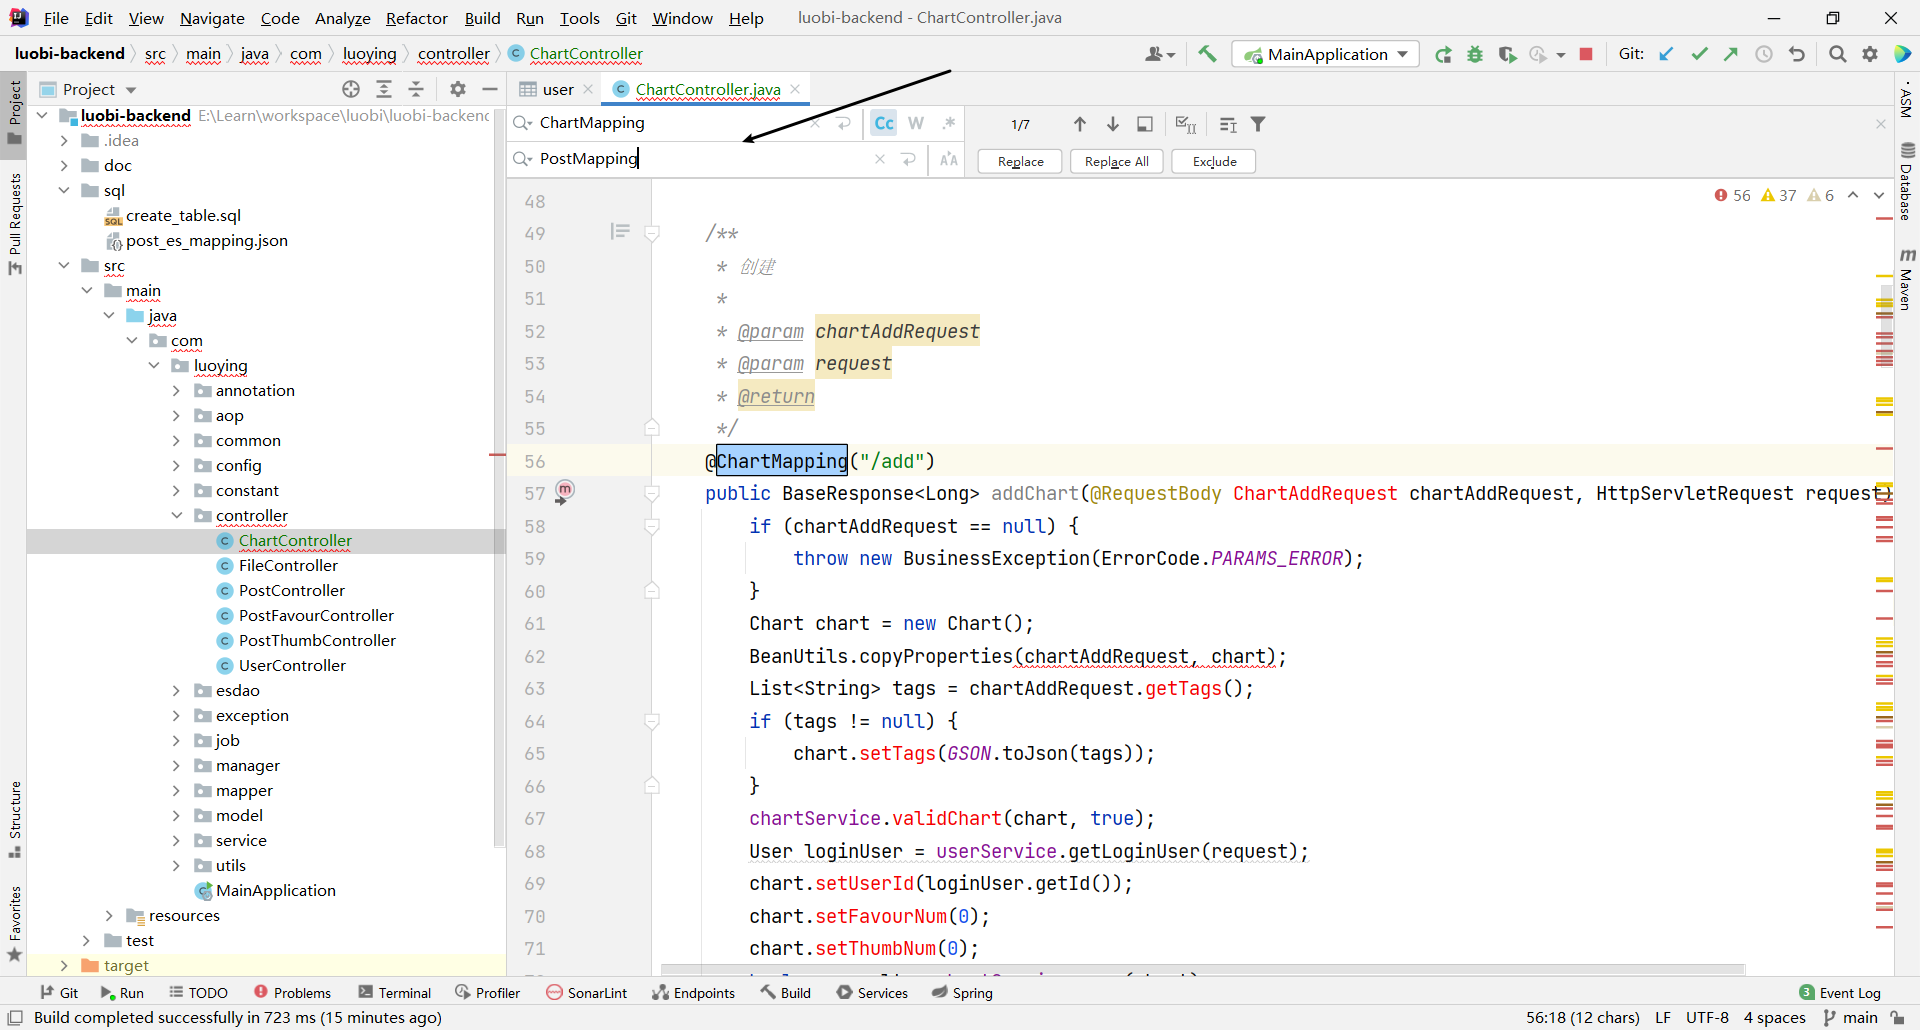 File Edit View Navigate Code Analyze Refactor Build Run Tools Git Window Help luobi-backend - ChartController.java
luobi-backend src main java com luoying controller ChartController MainApplication Git:
Project
user ChartController.java
ChartMapping Cc W .* 1/7
PostMapping Replace Replace All Exclude
luobi-backend E:\Learn\workspace\luobi\luobi-backend
.idea
doc
sql
create_table.sql
post_es_mapping.json
src
main
java
com
luoying
annotation
aop
common
config
constant
controller
ChartController
FileController
PostController
PostFavourController
PostThumbController
UserController
esdao
exception
job
manager
mapper
model
service
utils
MainApplication
resources
test
target
Project
Pull Requests
Structure
Favorites
56 37 6
48
49 /**
50 * 创建
51 *
52 * @param chartAddRequest
53 * @param request
54 * @return
55 */
56 @ChartMapping("/add")
57 public BaseResponse<Long> addChart(@RequestBody ChartAddRequest chartAddRequest, HttpServletRequest request)
58 if (chartAddRequest == null) {
59 throw new BusinessException(ErrorCode.PARAMS_ERROR);
60 }
61 Chart chart = new Chart();
62 BeanUtils.copyProperties(chartAddRequest, chart);
63 List<String> tags = chartAddRequest.getTags();
64 if (tags != null) {
65 chart.setTags(GSON.toJson(tags));
66 }
67 chartService.validChart(chart, true);
68 User loginUser = userService.getLoginUser(request);
69 chart.setUserId(loginUser.getId());
70 chart.setFavourNum(0);
71 chart.setThumbNum(0);
ASM
Database
Maven
Git Run TODO Problems Terminal Profiler SonarLint Endpoints Build Services Spring 3 Event Log
Build completed successfully in 723 ms (15 minutes ago) 56:18 (12 chars) LF UTF-8 4 spaces main